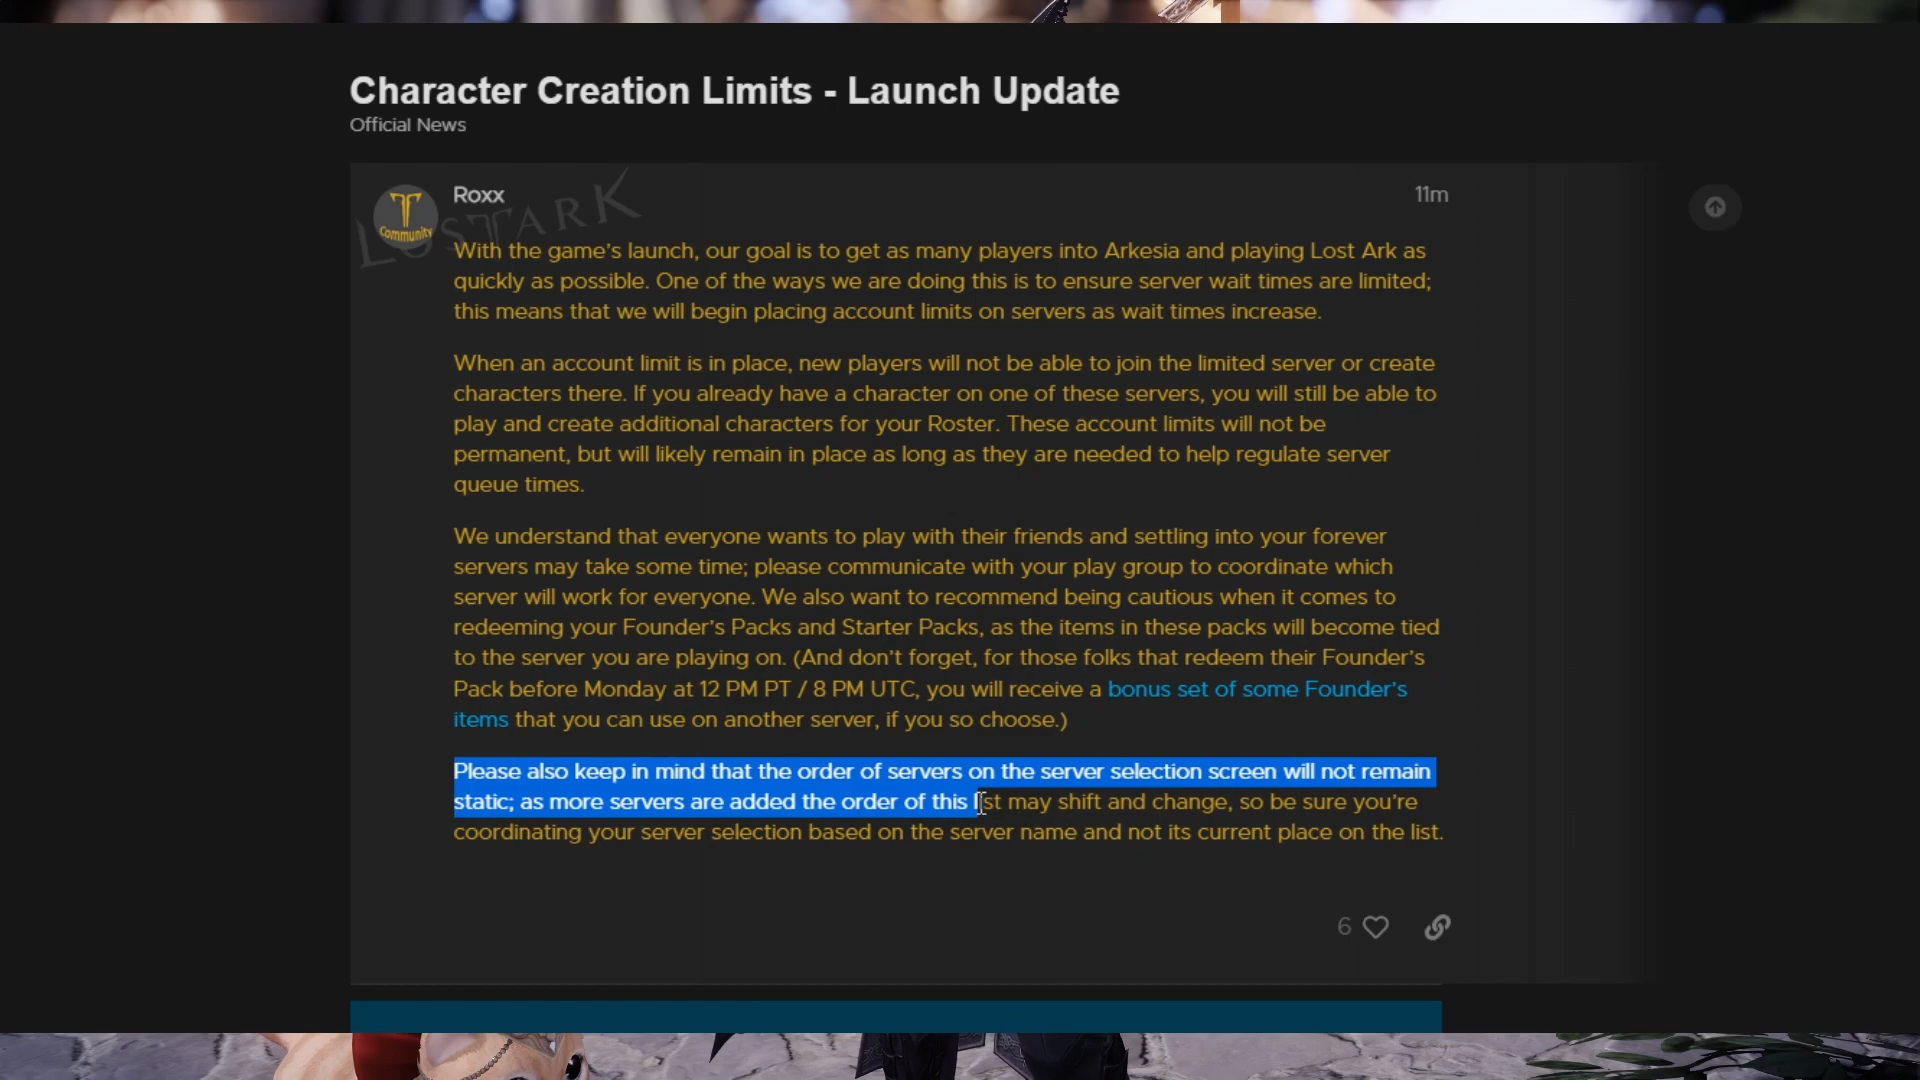 Character Creation Limits - Launch Update
Official News
Roxx
11m
LOSTARK
Community
With the game's launch, our goal is to get as many players into Arkesia and playing Lost Ark as
quickly as possible. One of the ways we are doing this is to ensure server wait times are limited;
this means that we will begin placing account limits on servers as wait times increase.
When an account limit is in place, new players will not be able to join the limited server or create
characters there. If you already have a character on one of these servers, you will still be able to
play and create additional characters for your Roster. These account limits will not be
permanent, but will likely remain in place as long as they are needed to help regulate server
queue times.
We understand that everyone wants to play with their friends and settling into your forever
servers may take some time; please communicate with your play group to coordinate which
server will work for everyone. We also want to recommend being cautious when it comes to
redeeming your Founder's Packs and Starter Packs, as the items in these packs will become tied
to the server you are playing on. (And don't forget, for those folks that redeem their Founder's
Pack before Monday at 12 PM PT / 8 PM UTC, you will receive a bonus set of some Founder's
items that you can use on another server, if you so choose.)
Please also keep in mind that the order of servers on the server selection screen will not remain
static; as more servers are added the order of this list may shift and change, so be sure you're
coordinating your server selection based on the server name and not its current place on the list.
6